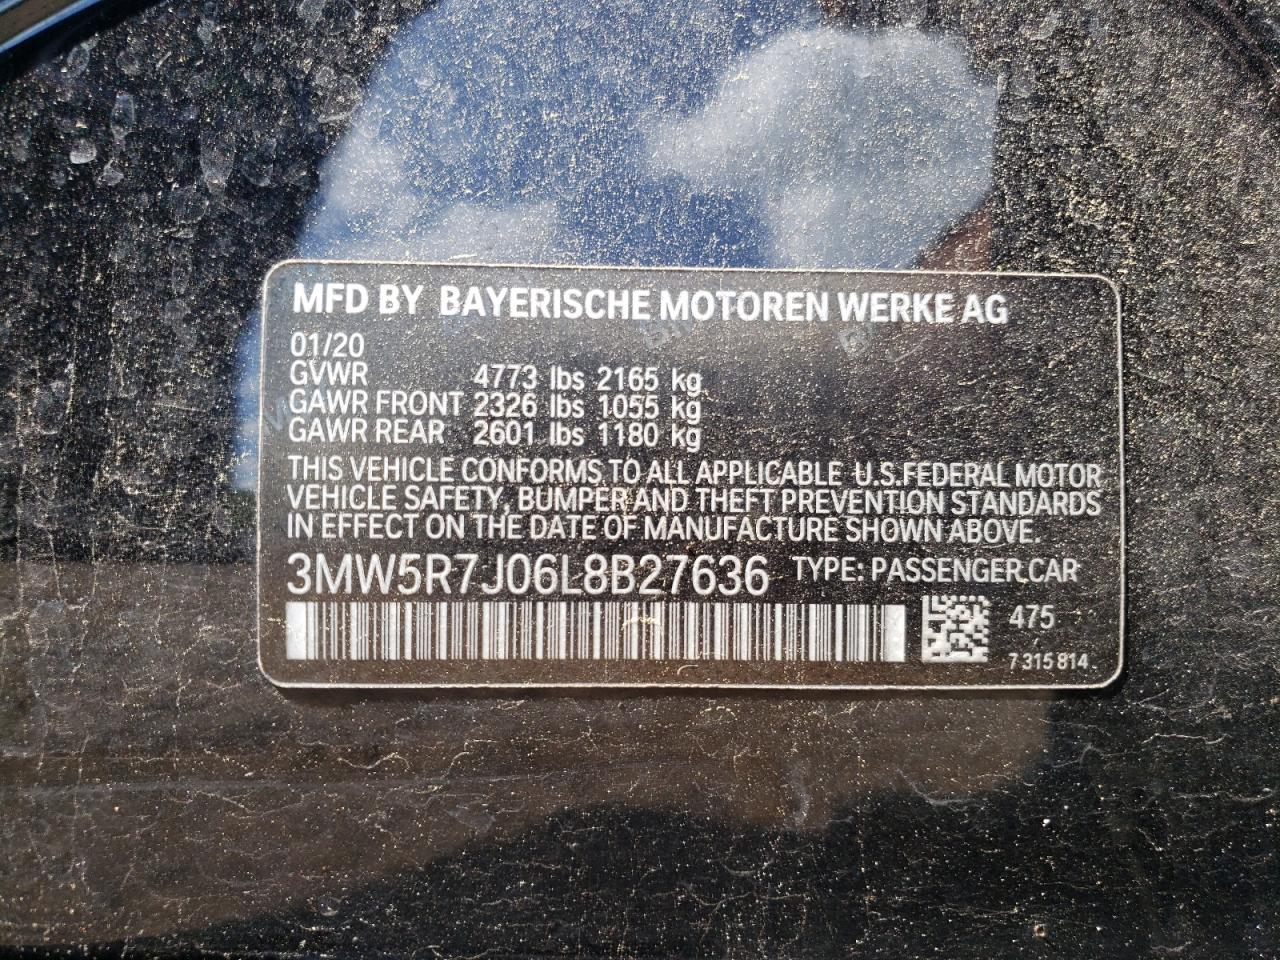 MFD BY BAYERISCHE MOTOREN WERKE AG
01/20
GVWR 4773 lbs 2165 kg
GAWR FRONT 2326 lbs 1055 kg
GAWR REAR 2601 lbs 1180 kg
THIS VEHICLE CONFORMS TO ALL APPLICABLE U.S.FEDERAL MOTOR
VEHICLE SAFETY, BUMPER AND THEFT PREVENTION STANDARDS
IN EFFECT ON THE DATE OF MANUFACTURE SHOWN ABOVE.
3MW5R7J06L8B27636 TYPE: PASSENGER CAR
475
7 315 814